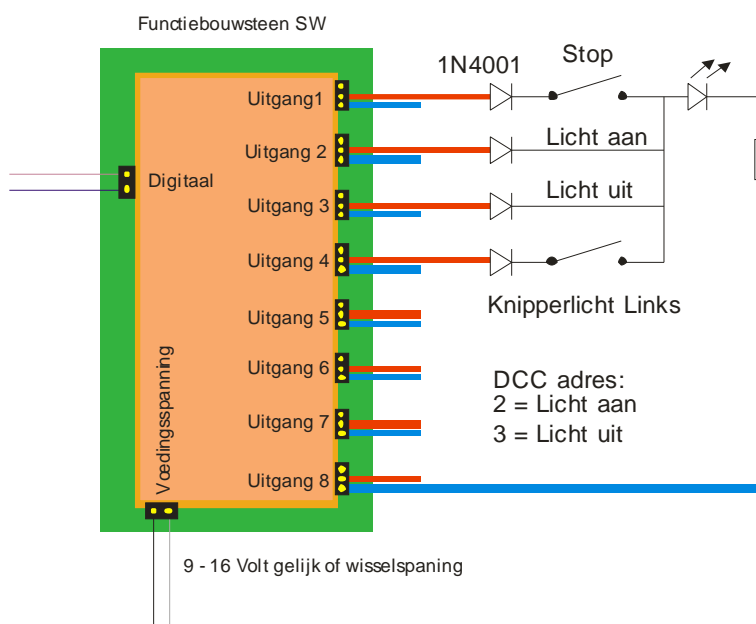 Functiebouwsteen SW
1N4001
Stop
Uitgang1
Uitgang 2
Licht aan
Digitaal
Uitgang 3
Licht uit
Uitgang 4
Knipperlicht Links
Uitgang 5
Uitgang 6
DCC adres:
2 = Licht aan
3 = Licht uit
Uitgang 7
Uitgang 8
Voedingsspanning
9 - 16 Volt gelijk of wisselspaning